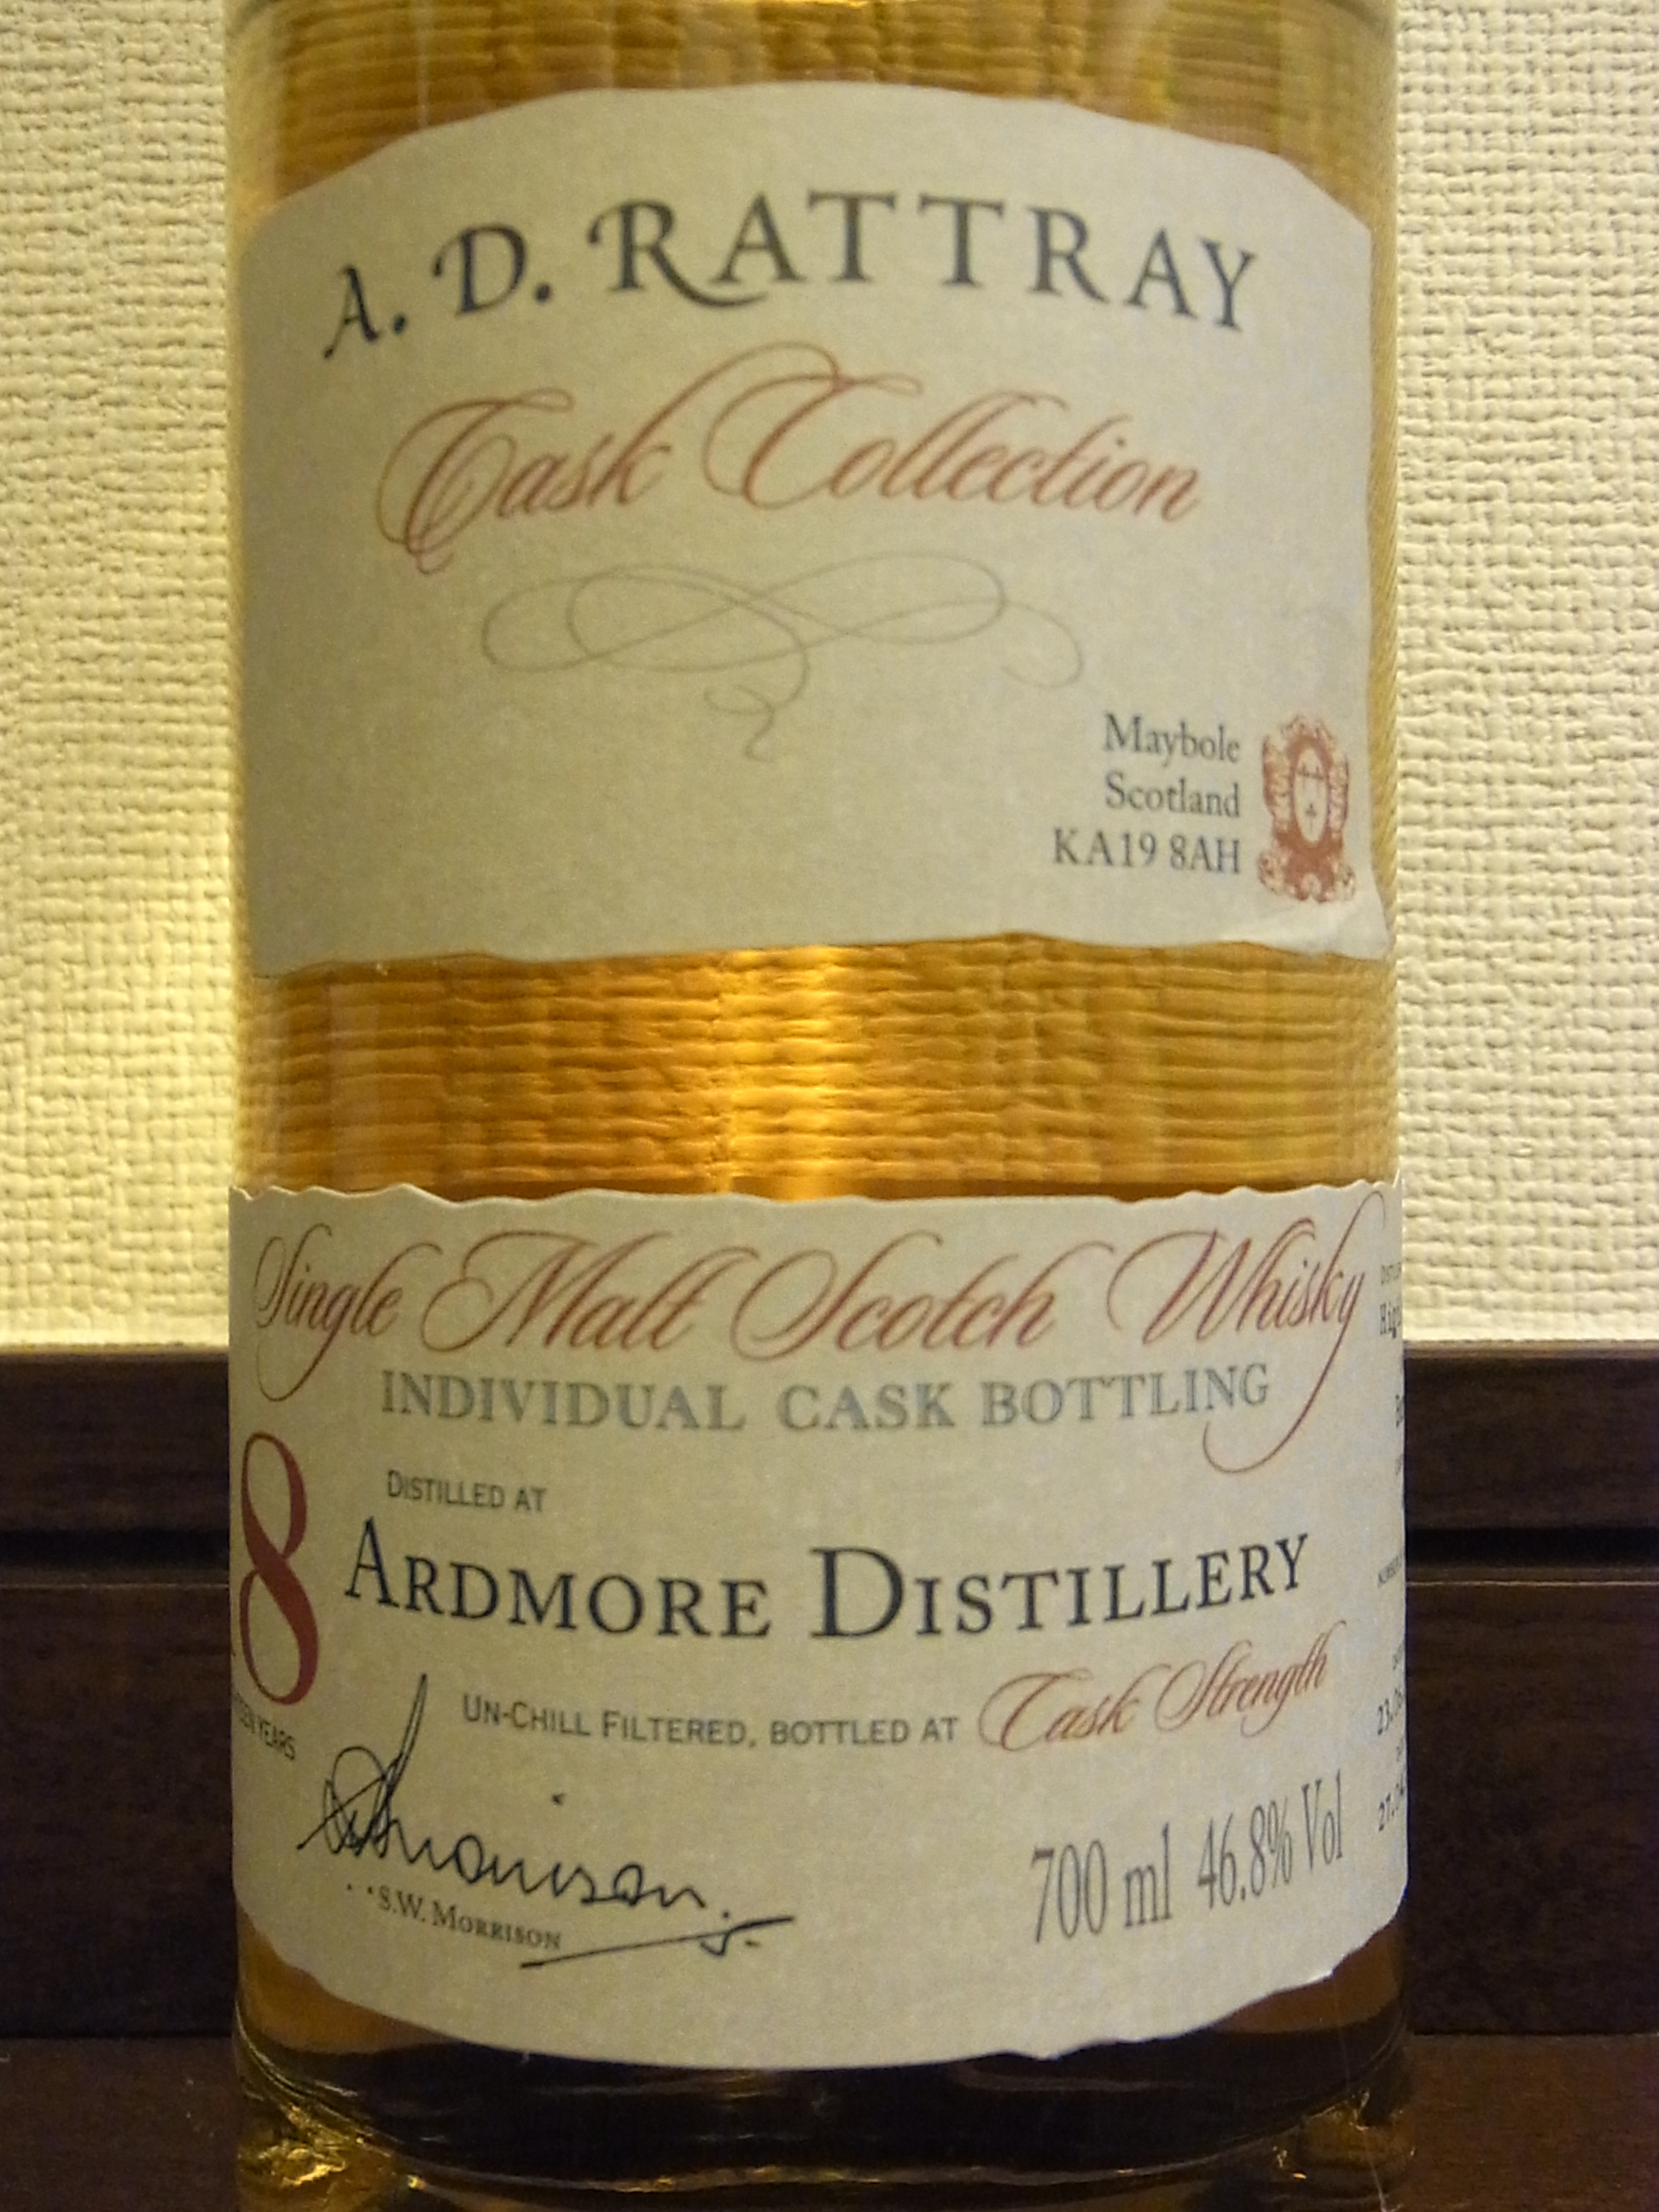 A. D. RATTRAY
Cask Collection
Maybole
Scotland
KA19 8AH
Single Malt Scotch Whisky
INDIVIDUAL CASK BOTTLING
DISTILLED AT
8 ARDMORE DISTILLERY
UN-CHILL FILTERED, BOTTLED AT Cask Strength
YEARS
S.W. MORRISON
700 ml 46.8% Vol